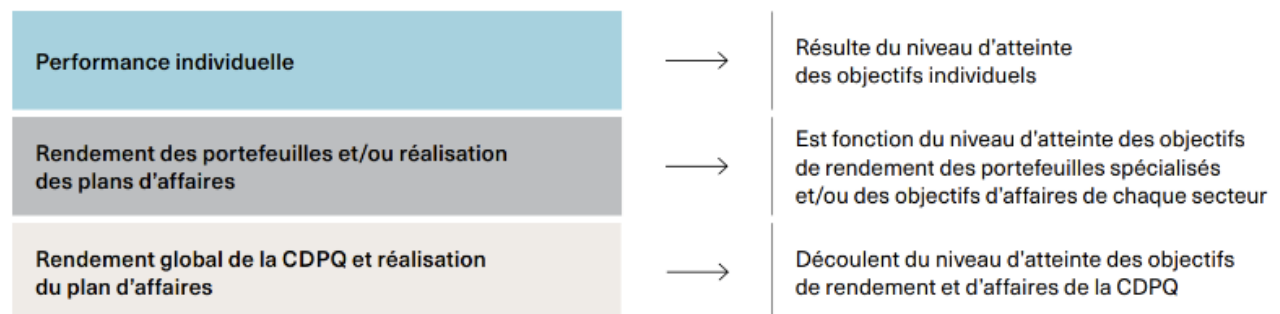 Performance individuelle
Résulte du niveau d'atteinte
des objectifs individuels
Rendement des portefeuilles et/ou réalisation
des plans d'affaires
Est fonction du niveau d'atteinte des objectifs
de rendement des portefeuilles spécialisés
et/ou des objectifs d'affaires de chaque secteur
Rendement global de la CDPQ et réalisation
du plan d'affaires
Découlent du niveau d'atteinte des objectifs
de rendement et d'affaires de la CDPQ